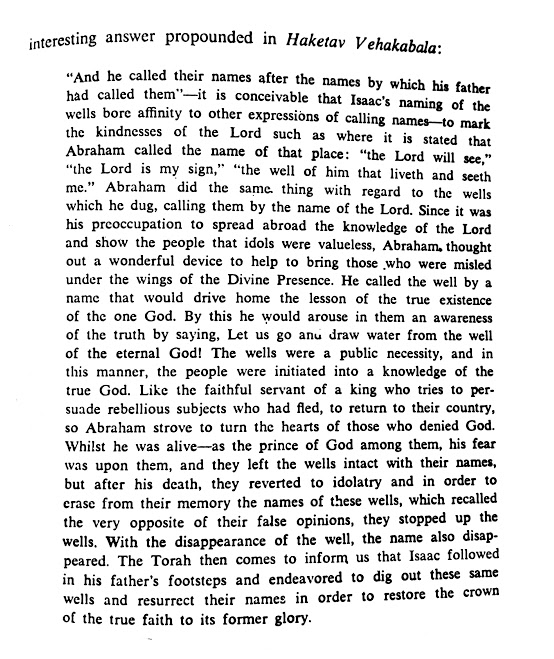 interesting answer propounded in Haketav Vehakabala:
"And he called their names after the names by which his father
had called them"—it is conceivable that Isaac's naming of the
wells bore affinity to other expressions of calling names—to mark
the kindnesses of the Lord such as where it is stated that
Abraham called the name of that place: "the Lord will see,"
"the Lord is my sign," "the well of him that liveth and seeth
me." Abraham did the same thing with regard to the wells
which he dug, calling them by the name of the Lord. Since it was
his preoccupation to spread abroad the knowledge of the Lord
and show the people that idols were valueless, Abraham thought
out a wonderful device to help to bring those who were misled
under the wings of the Divine Presence. He called the well by a
name that would drive home the lesson of the true existence
of the one God. By this he would arouse in them an awareness
of the truth by saying, Let us go and draw water from the well
of the eternal God! The wells were a public necessity, and in
this manner, the people were initiated into a knowledge of the
true God. Like the faithful servant of a king who tries to per-
suade rebellious subjects who had fled, to return to their country,
so Abraham strove to turn the hearts of those who denied God.
Whilst he was alive—as the prince of God among them, his fear
was upon them, and they left the wells intact with their names,
but after his death, they reverted to idolatry and in order to
erase from their memory the names of these wells, which recalled
the very opposite of their false opinions, they stopped up the
wells. With the disappearance of the well, the name also disap-
peared. The Torah then comes to inform us that Isaac followed
in his father's footsteps and endeavored to dig out these same
wells and resurrect their names in order to restore the crown
of the true faith to its former glory.